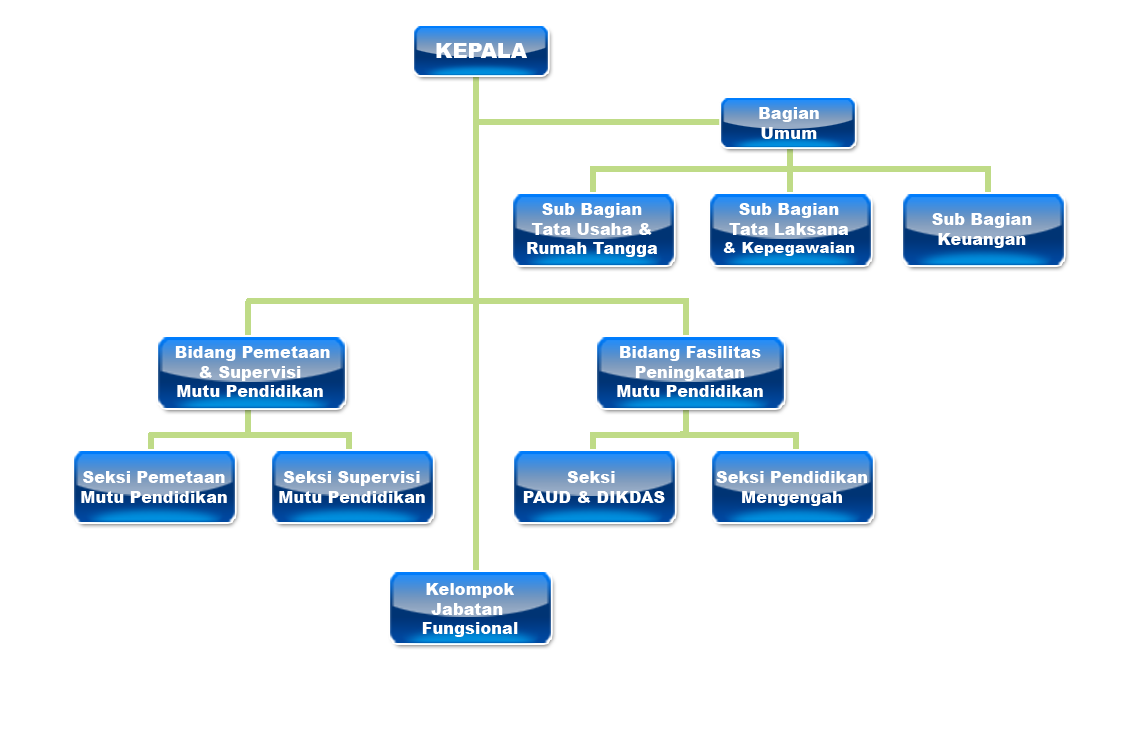 KEPALA
Bagian
Umum
Sub Bagian
Tata Usaha &
Rumah Tangga
Sub Bagian
Tata Laksana
& Kepegawaian
Sub Bagian
Keuangan
Bidang Pemetaan
& Supervisi
Mutu Pendidikan
Bidang Fasilitas
Peningkatan
Mutu Pendidikan
Seksi Pemetaan
Mutu Pendidikan
Seksi Supervisi
Mutu Pendidikan
Seksi
PAUD & DIKDAS
Seksi Pendidikan
Mengengah
Kelompok
Jabatan
Fungsional